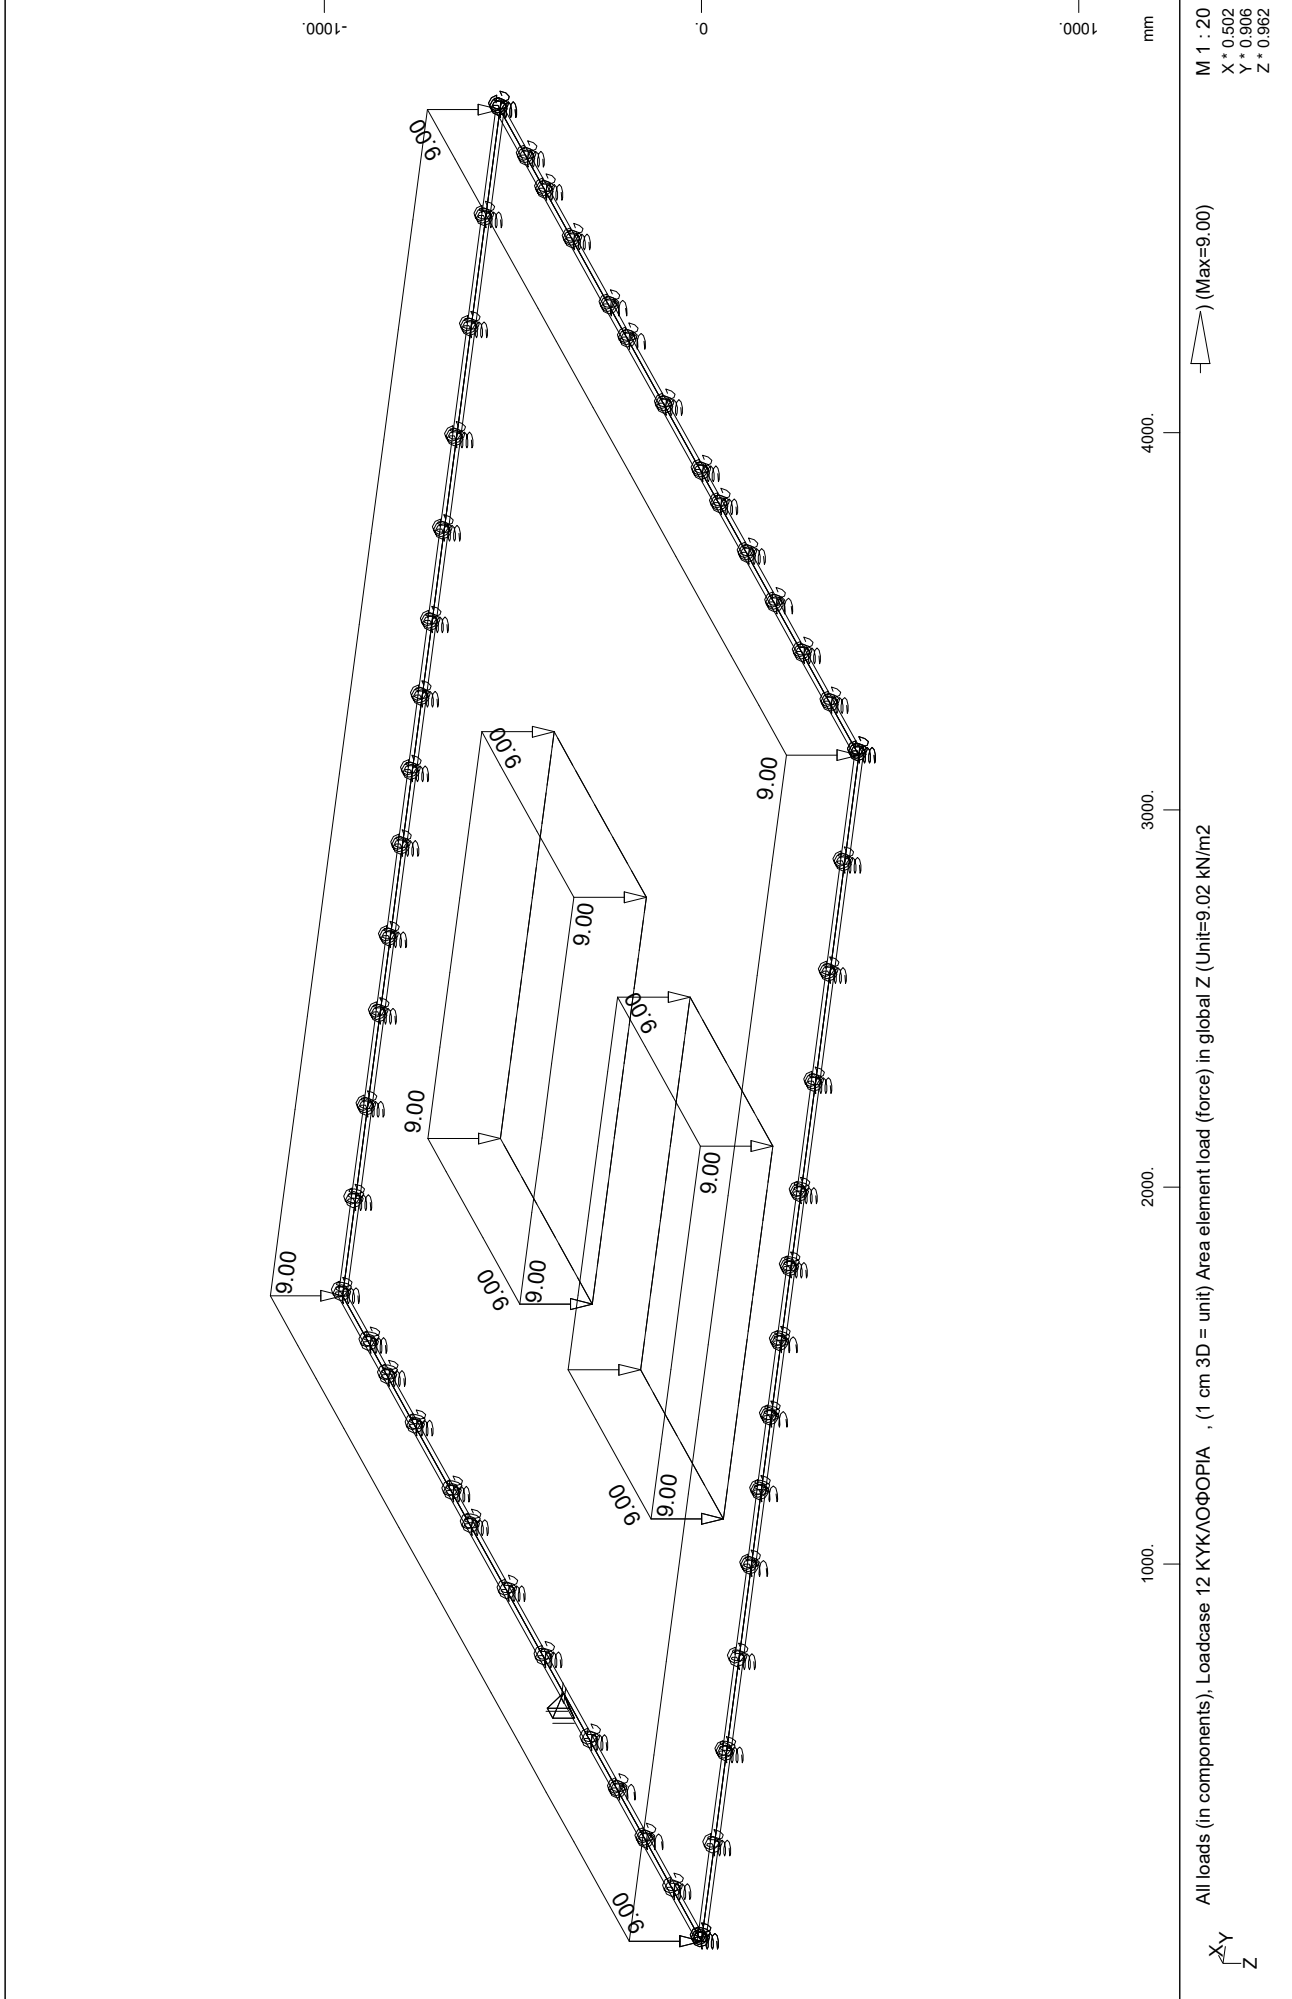 9.00
9.00
9.00
9.00
9.00
9.00
9.00
9.00
9.00
9.00
9.00
9.00
-1000.
0.
1000.
mm
1000.
2000.
3000.
4000.
All loads (in components), Loadcase 12 ΚΥΚΛΟΦΟΡΙΑ , (1 cm 3D = unit) Area element load (force) in global Z (Unit=9.02 kN/m2 ) (Max=9.00)
M 1 : 20
X * 0.502
Y * 0.906
Z * 0.962
X
Y
Z